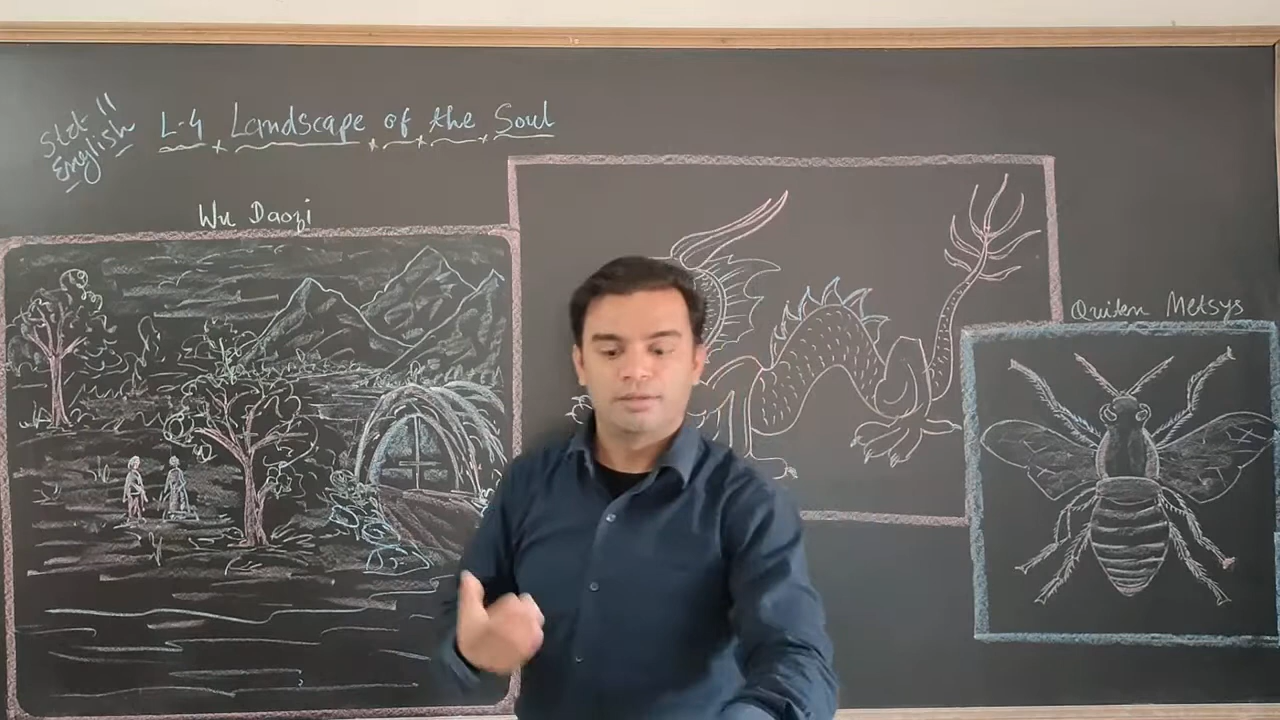 Std-11
English
L-4 Landscape of the Soul
Wu Daozi
Quiten Metsys